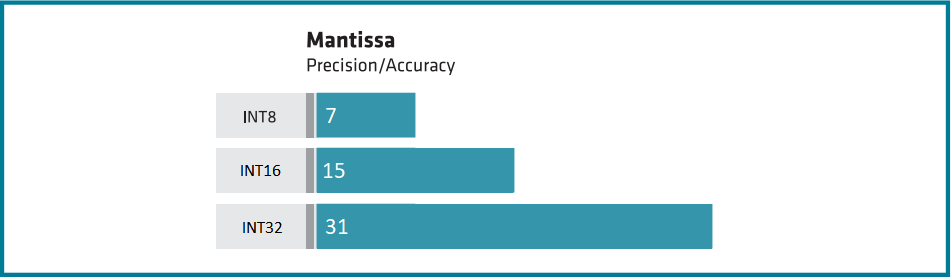 Mantissa
Precision/Accuracy
INT8 7
INT16 15
INT32 31